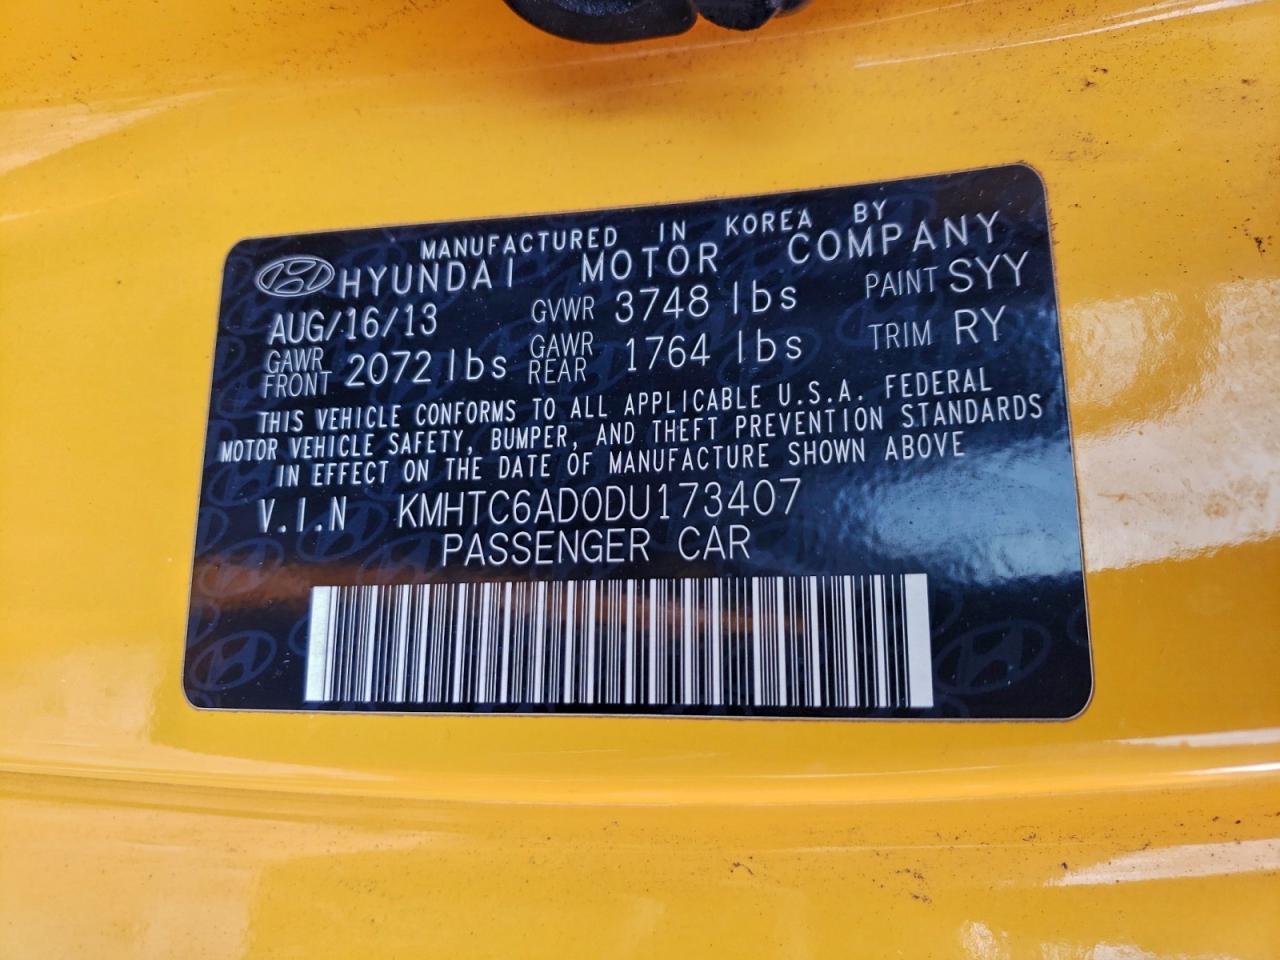 MANUFACTURED IN KOREA BY
HYUNDAI MOTOR COMPANY
AUG/16/13 GVWR 3748 lbs PAINT SYY
GAWR FRONT 2072 lbs GAWR REAR 1764 lbs TRIM RY
THIS VEHICLE CONFORMS TO ALL APPLICABLE U.S.A. FEDERAL
MOTOR VEHICLE SAFETY, BUMPER, AND THEFT PREVENTION STANDARDS
IN EFFECT ON THE DATE OF MANUFACTURE SHOWN ABOVE
V.I.N KMHTC6AD0DU173407
PASSENGER CAR